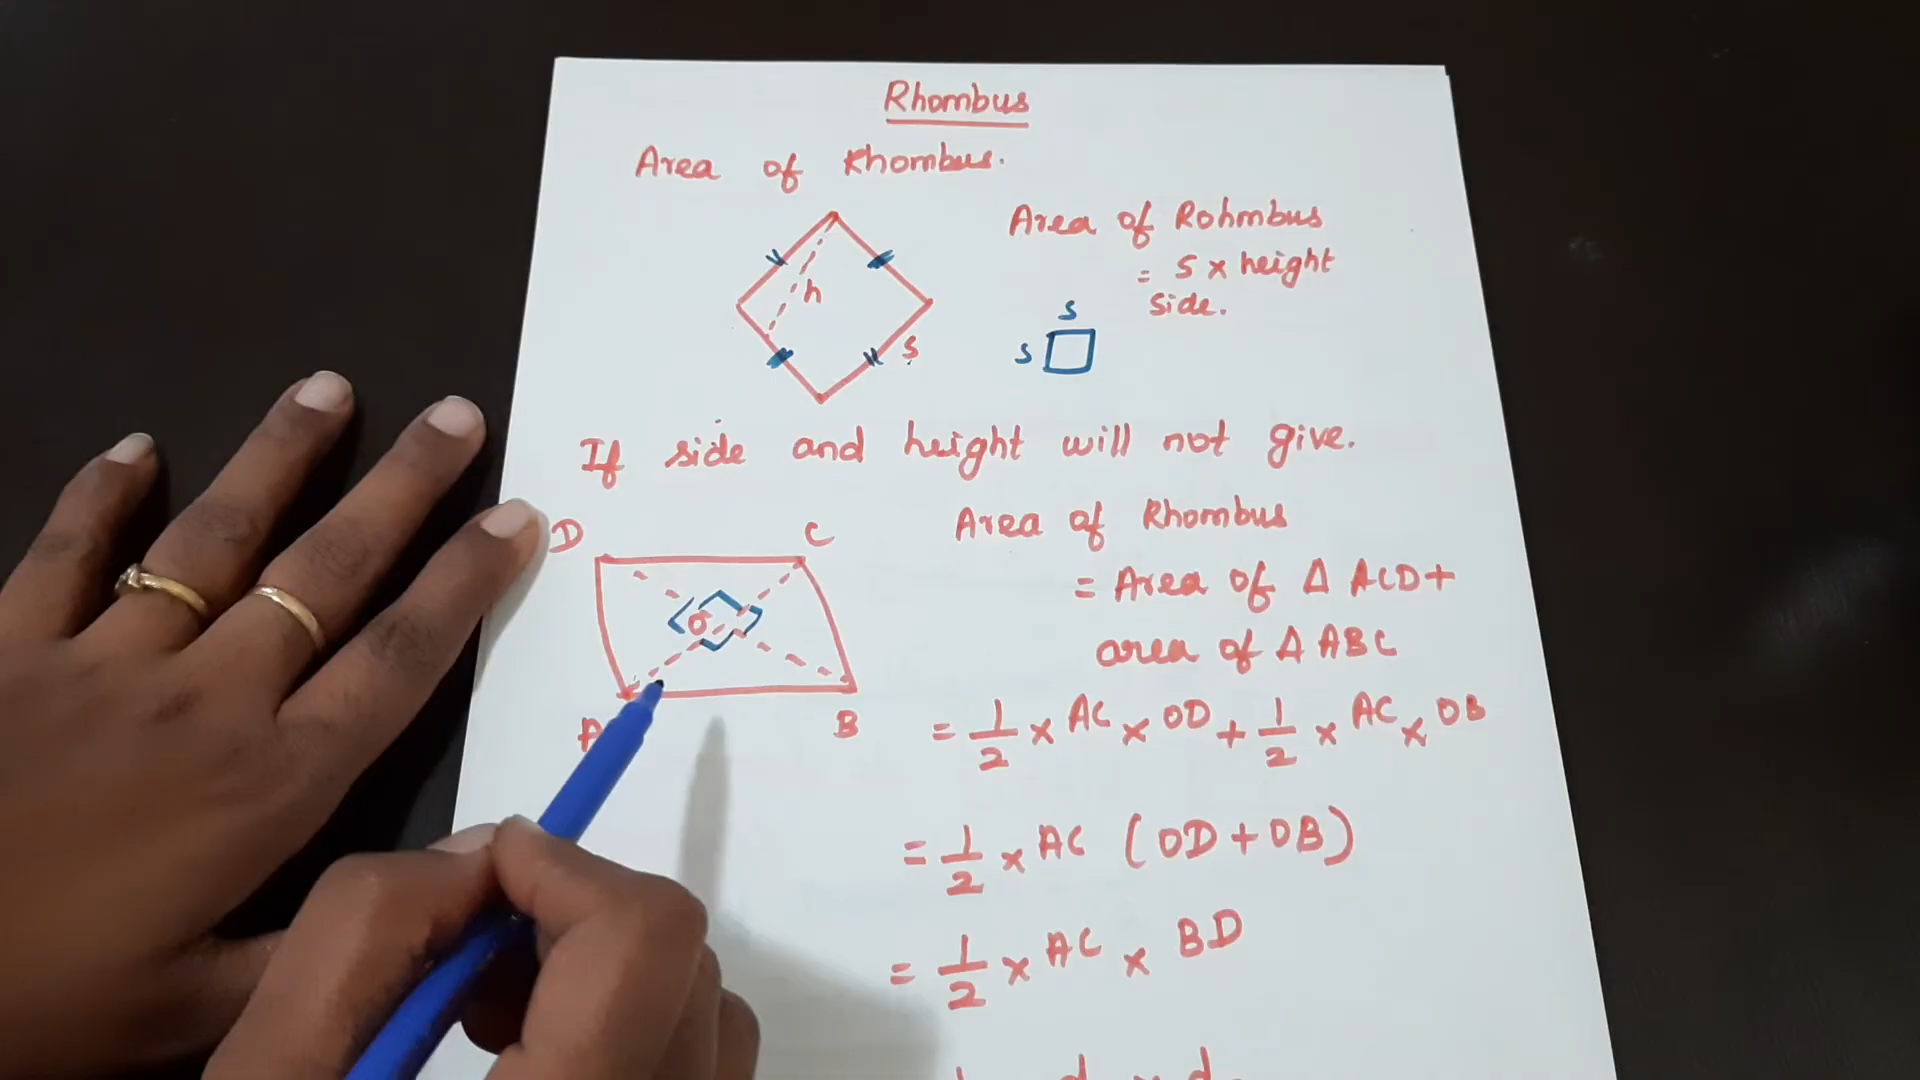 Rhombus
Area of Rhombus.
Area of Rohmbus
= s x height
side.
h
s
s
s
If side and height will not give.
D
C
Area of Rhombus
= Area of Δ ACD+
area of Δ ABC
O
A
B
= 1/2 x AC x OD + 1/2 x AC x OB
= 1/2 x AC (OD + OB)
= 1/2 x AC x BD